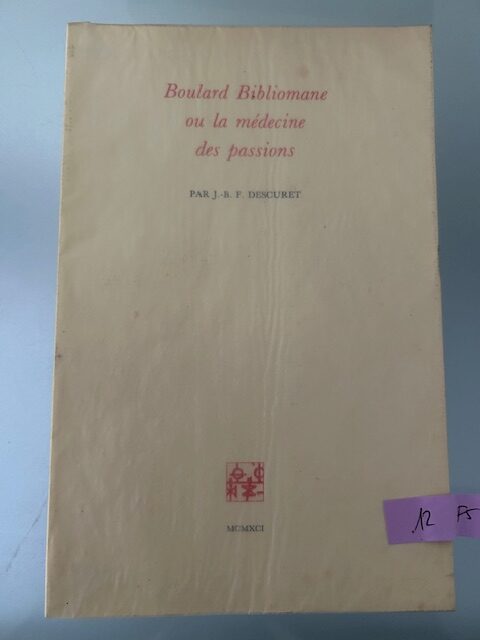 Boulard Bibliomane
ou la médecine
des passions
PAR J.-B. F. DESCURET
MCMXCI
12